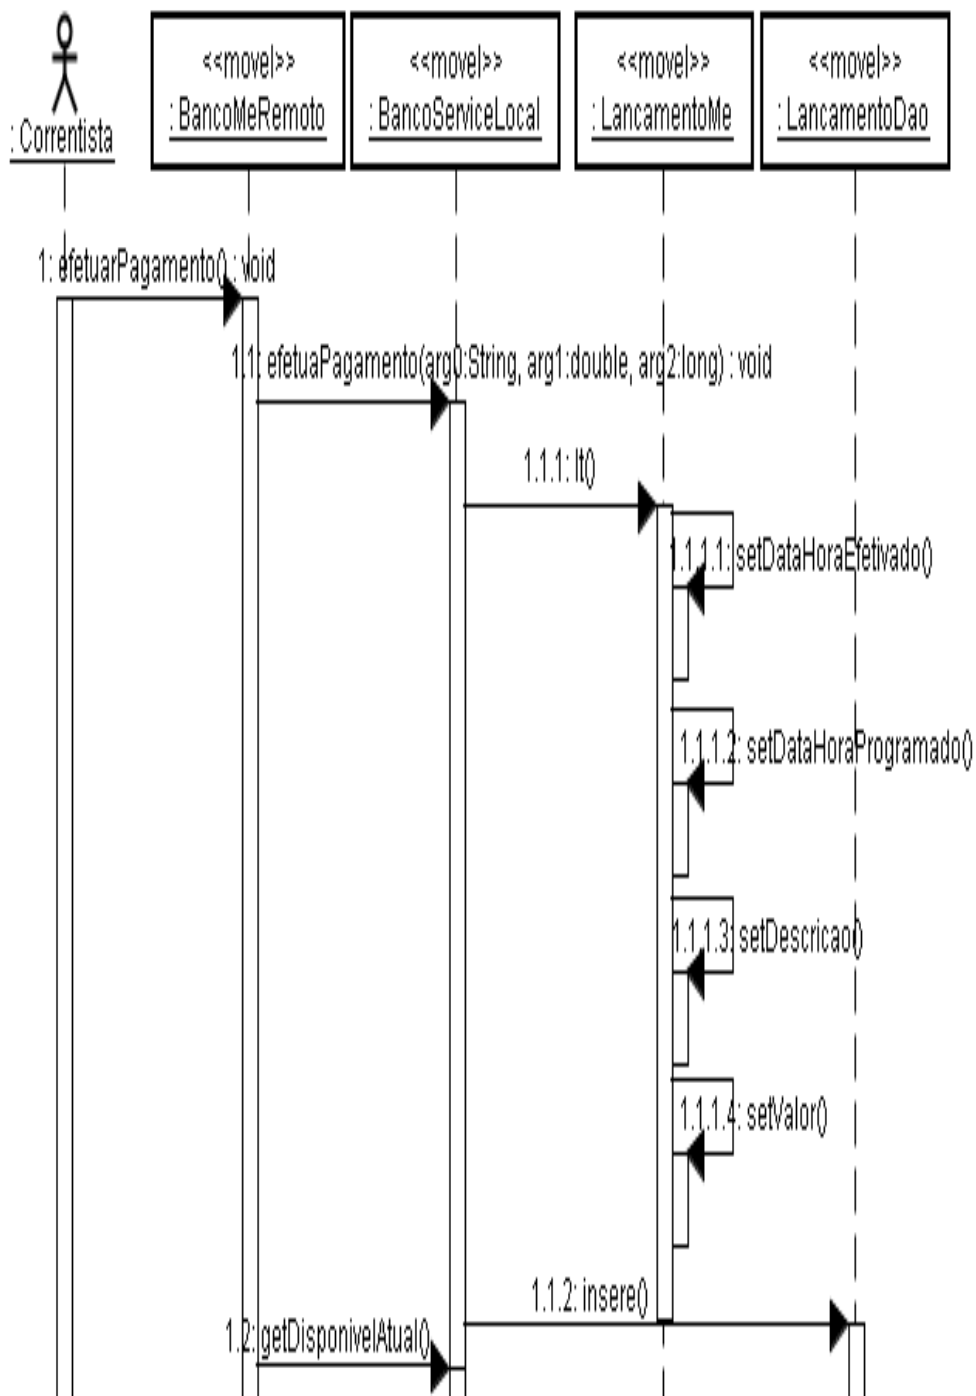 <<movel>>
<<movel>>
<<movel>>
<<movel>>
: Correntista
: BancoMeRemoto
: BancoServiceLocal
: LancamentoMe
: LancamentoDao
1: efetuarPagamento() : void
1.1: efetuaPagamento(arg0:String, arg1:double, arg2:long) : void
1.1.1: lt()
1.1.1.1: setDataHoraEfetivado()
1.1.1.2: setDataHoraProgramado()
1.1.1.3: setDescricao()
1.1.1.4: setValor()
1.1.2: insere()
1.2: getDisponivelAtual()